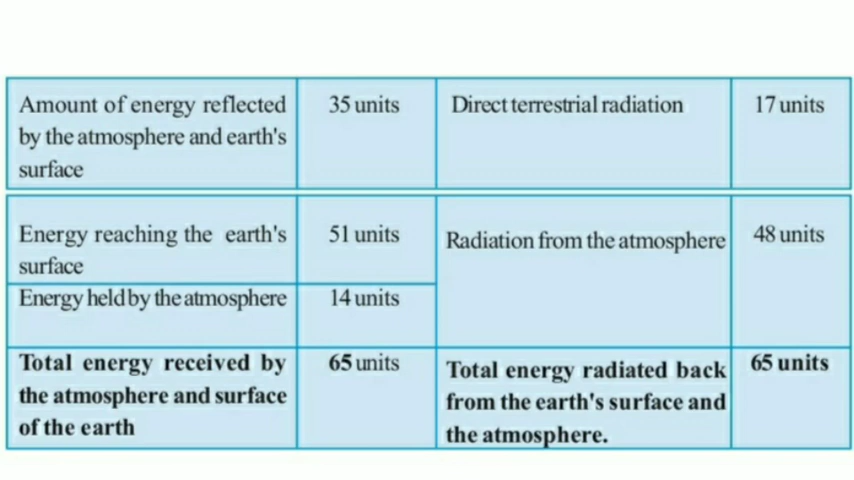 Amount of energy reflected
by the atmosphere and earth's
surface
35 units
Direct terrestrial radiation
17 units
Energy reaching the earth's
surface
51 units
Radiation from the atmosphere
48 units
Energy held by the atmosphere
14 units
Total energy received by
the atmosphere and surface
of the earth
65 units
Total energy radiated back
from the earth's surface and
the atmosphere.
65 units